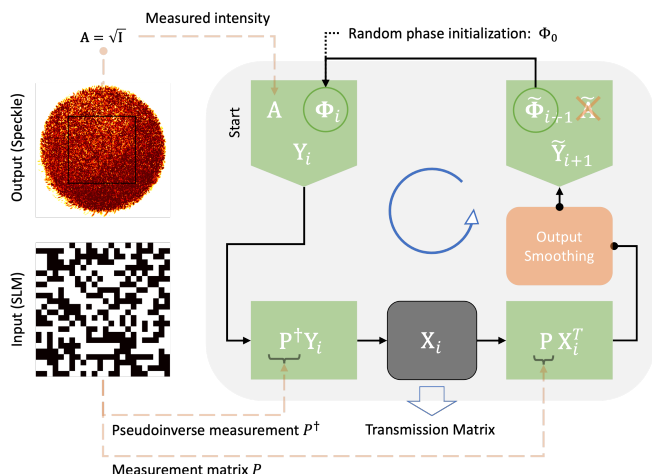 Measured intensity
A = √I
Random phase initialization: Φ₀
Output (Speckle)
Start
A Φᵢ
Yᵢ
Φ̃ᵢ₊₁ Ã
Ỹᵢ₊₁
Output
Smoothing
Input (SLM)
P†Yᵢ
Xᵢ
P Xᵢᵀ
Pseudoinverse measurement P†
Transmission Matrix
Measurement matrix P